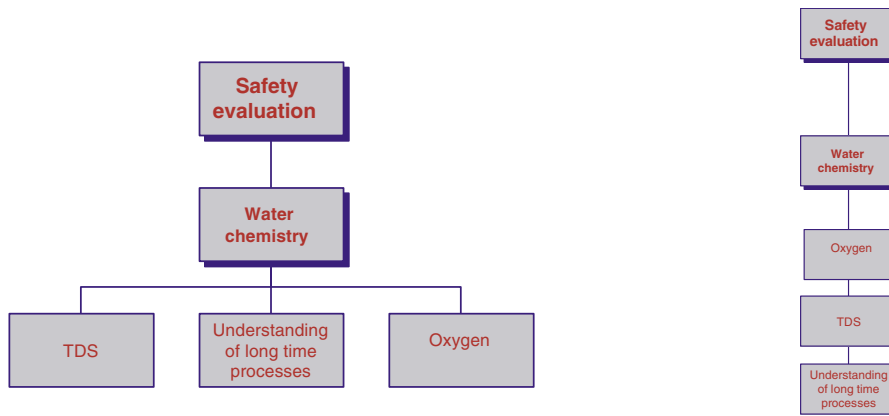 Safety
evaluation
Water
chemistry
TDS
Understanding
of long time
processes
Oxygen
Safety
evaluation
Water
chemistry
Oxygen
TDS
Understanding
of long time
processes